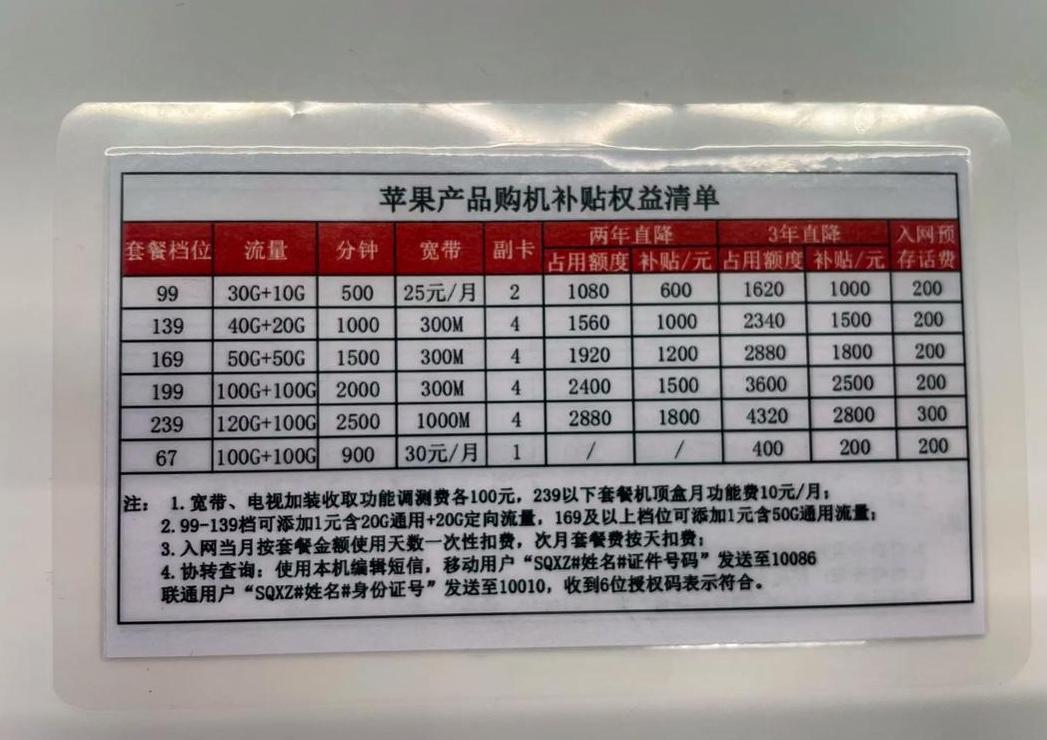 苹果产品购机补贴权益清单
套餐档位 流量 分钟 宽带 副卡 两年直降 3年直降 入网预存话费
占用额度 补贴/元 占用额度 补贴/元
99 30G+10G 500 25元/月 2 1080 600 1620 1000 200
139 40G+20G 1000 300M 4 1560 1000 2340 1500 200
169 50G+50G 1500 300M 4 1920 1200 2880 1800 200
199 100G+100G 2000 300M 4 2400 1500 3600 2500 200
239 120G+100G 2500 1000M 4 2880 1800 4320 2800 300
67 100G+100G 900 30元/月 1 / / 400 200 200
注： 1.宽带、电视加装收取功能调测费各100元，239以下套餐机顶盒月功能费10元/月；
2.99-139档可添加1元含20G通用+20G定向流量，169及以上档位可添加1元含50G通用流量；
3.入网当月按套餐金额使用天数一次性扣费，次月套餐费按天扣费；
4.协转查询：使用本机编辑短信，移动用户“SQXZ#姓名#证件号码”发送至10086
联通用户“SQXZ#姓名#身份证号”发送至10010，收到6位授权码表示符合。